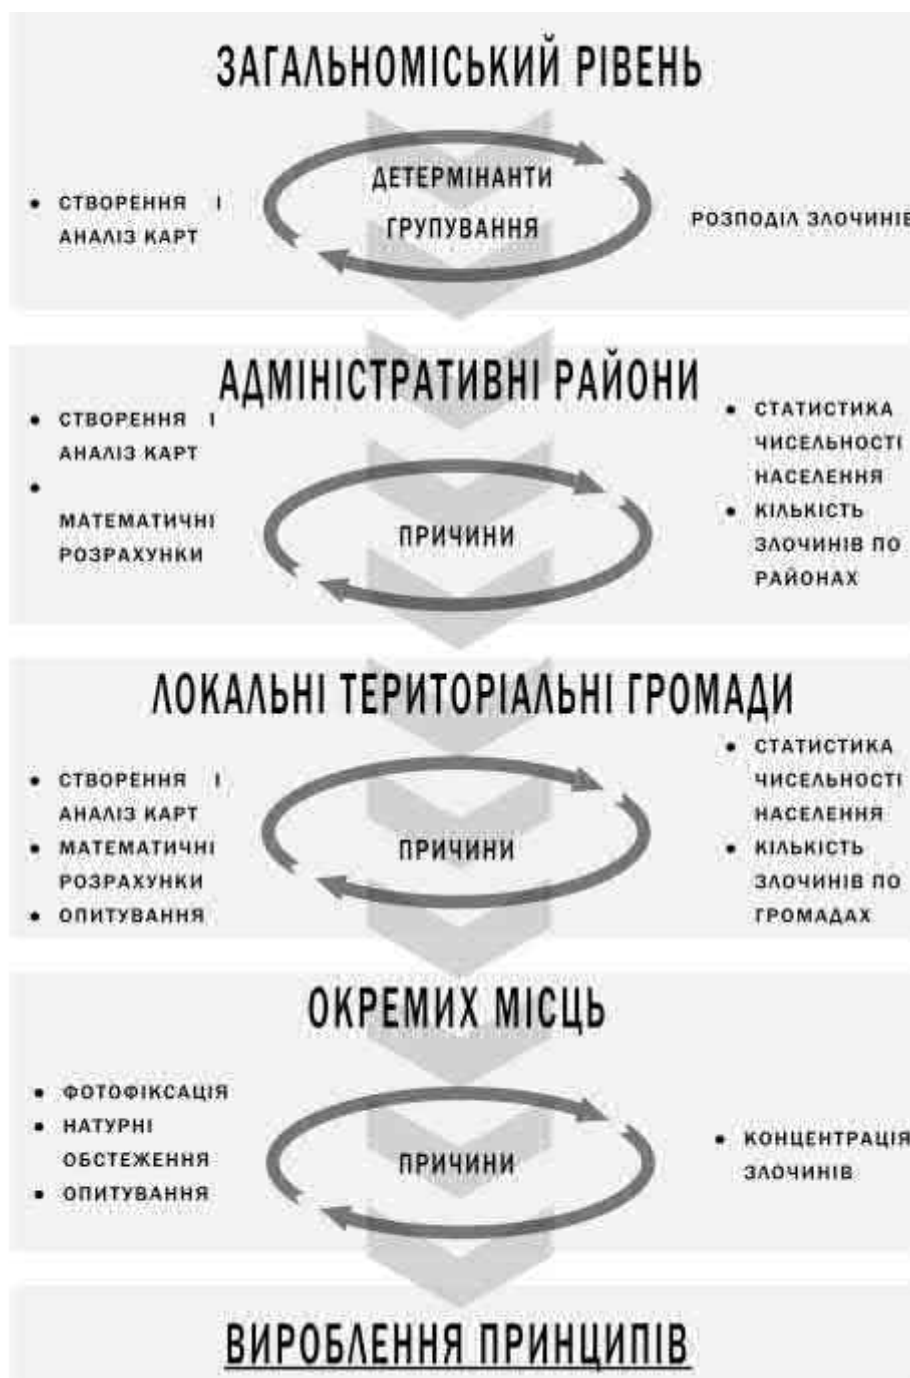 ЗАГАЛЬНОМІСЬКИЙ РІВЕНЬ
• СТВОРЕННЯ І
АНАЛІЗ КАРТ
ДЕТЕРМІНАНТИ
ГРУПУВАННЯ
РОЗПОДІЛ ЗЛОЧИНІВ
АДМІНІСТРАТИВНІ РАЙОНИ
• СТВОРЕННЯ І
АНАЛІЗ КАРТ
•
МАТЕМАТИЧНІ
РОЗРАХУНКИ
ПРИЧИНИ
• СТАТИСТИКА
ЧИСЕЛЬНОСТІ
НАСЕЛЕННЯ
• КІЛЬКІСТЬ
ЗЛОЧИНІВ ПО
РАЙОНАХ
ЛОКАЛЬНІ ТЕРИТОРІАЛЬНІ ГРОМАДИ
• СТВОРЕННЯ І
АНАЛІЗ КАРТ
• МАТЕМАТИЧНІ
РОЗРАХУНКИ
• ОПИТУВАННЯ
ПРИЧИНИ
• СТАТИСТИКА
ЧИСЕЛЬНОСТІ
НАСЕЛЕННЯ
• КІЛЬКІСТЬ
ЗЛОЧИНІВ ПО
ГРОМАДАХ
ОКРЕМИХ МІСЦЬ
• ФОТОФІКСАЦІЯ
• НАТУРНІ
ОБСТЕЖЕННЯ
• ОПИТУВАННЯ
ПРИЧИНИ
• КОНЦЕНТРАЦІЯ
ЗЛОЧИНІВ
ВИРОБЛЕННЯ ПРИНЦИПІВ